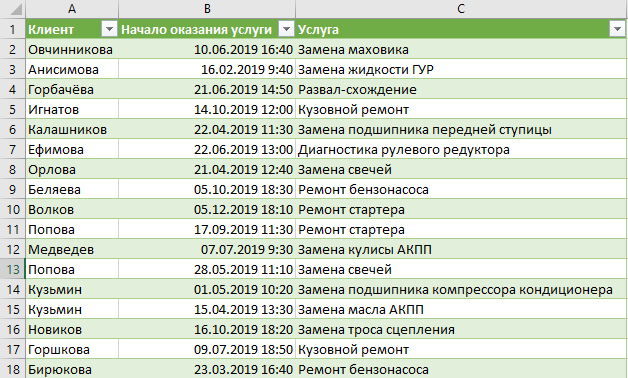 A B C
1 Клиент Начало оказания услуги Услуга
2 Овчинникова 10.06.2019 16:40 Замена маховика
3 Анисимова 16.02.2019 9:40 Замена жидкости ГУР
4 Горбачёва 21.06.2019 14:50 Развал-схождение
5 Игнатов 14.10.2019 12:00 Кузовной ремонт
6 Калашников 22.04.2019 11:30 Замена подшипника передней ступицы
7 Ефимова 22.06.2019 13:00 Диагностика рулевого редуктора
8 Орлова 21.04.2019 12:40 Замена свечей
9 Беляева 05.10.2019 18:30 Ремонт бензонасоса
10 Волков 05.12.2019 18:10 Ремонт стартера
11 Попова 17.09.2019 11:30 Ремонт стартера
12 Медведев 07.07.2019 9:30 Замена кулисы АКПП
13 Попова 28.05.2019 11:10 Замена свечей
14 Кузьмин 01.05.2019 10:20 Замена подшипника компрессора кондиционера
15 Кузьмин 15.04.2019 13:30 Замена масла АКПП
16 Новиков 16.10.2019 18:20 Замена троса сцепления
17 Горшкова 09.07.2019 18:50 Кузовной ремонт
18 Бирюкова 23.03.2019 16:40 Ремонт бензонасоса